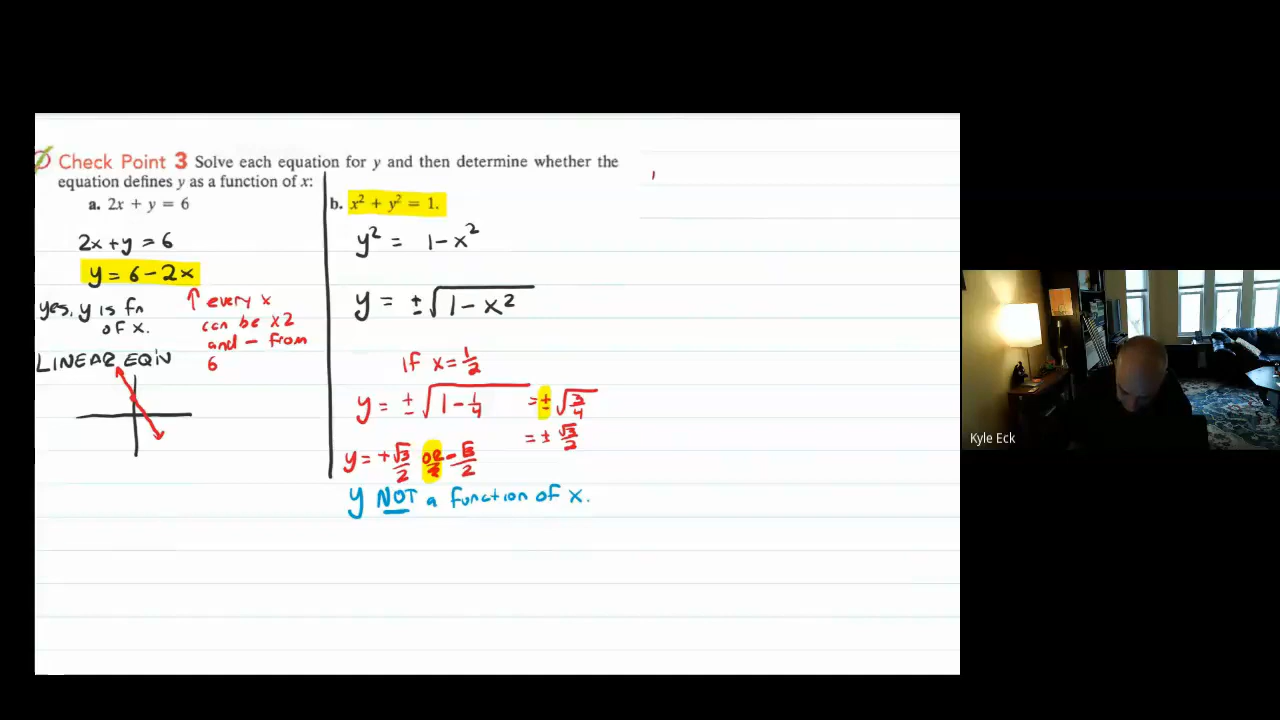 Check Point 3 Solve each equation for y and then determine whether the
equation defines y as a function of x:
a. 2x + y = 6
2x + y = 6
y = 6 - 2x
yes, y is fn
of x.
↑ every x
can be x2
and - from
6
LINEAR EQ'N
b. x² + y² = 1.
y² = 1 - x²
y = ±√(1 - x²)
if x = 1/2
y = ±√(1 - 1/4) = ±√(3/4)
= ± √3/2
y = + √3/2 or - √3/2
y NOT a function of x.
Kyle Eck